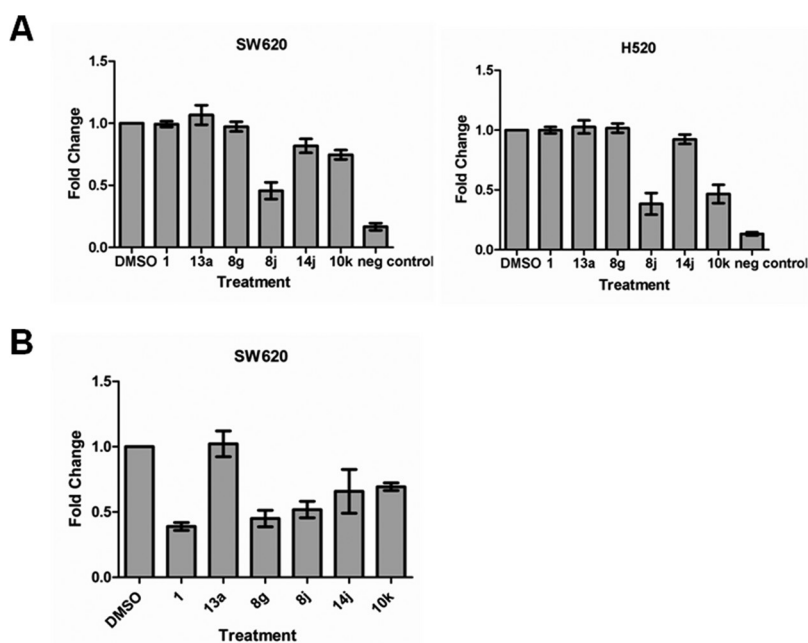 A
SW620
Fold Change
1.5
1.0
0.5
0.0
DMSO 1 13a 8g 8j 14j 10k neg control
Treatment
H520
Fold Change
1.5
1.0
0.5
0.0
DMSO 1 13a 8g 8j 14j 10k neg control
Treatment
B
SW620
Fold Change
1.5
1.0
0.5
0.0
DMSO 1 13a 8g 8j 14j 10k
Treatment